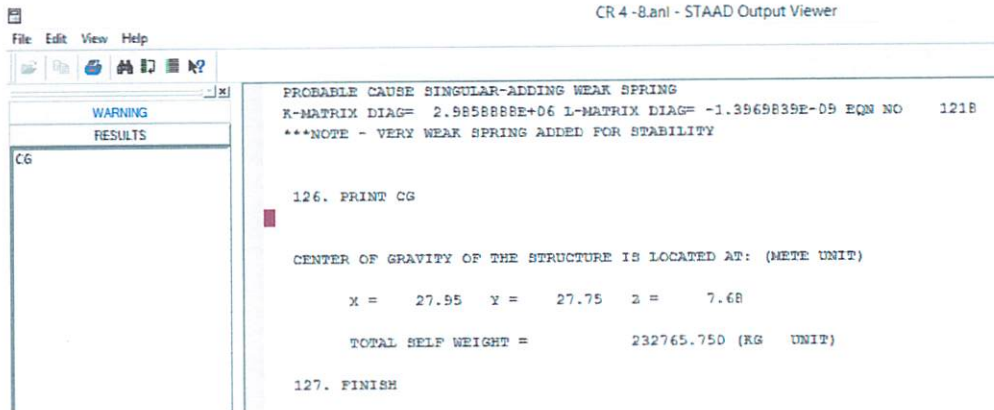 CR 4 -8.anl - STAAD Output Viewer
File Edit View Help
WARNING
RESULTS
CG
PROBABLE CAUSE SINGULAR-ADDING WEAK SPRING
K-MATRIX DIAG= 2.9858888E+06 L-MATRIX DIAG= -1.3969839E-09 EQN NO 1218
***NOTE - VERY WEAK SPRING ADDED FOR STABILITY
126. PRINT CG
CENTER OF GRAVITY OF THE STRUCTURE IS LOCATED AT: (METE UNIT)
X = 27.95 Y = 27.75 Z = 7.68
TOTAL SELF WEIGHT = 232765.750 (KG UNIT)
127. FINISH